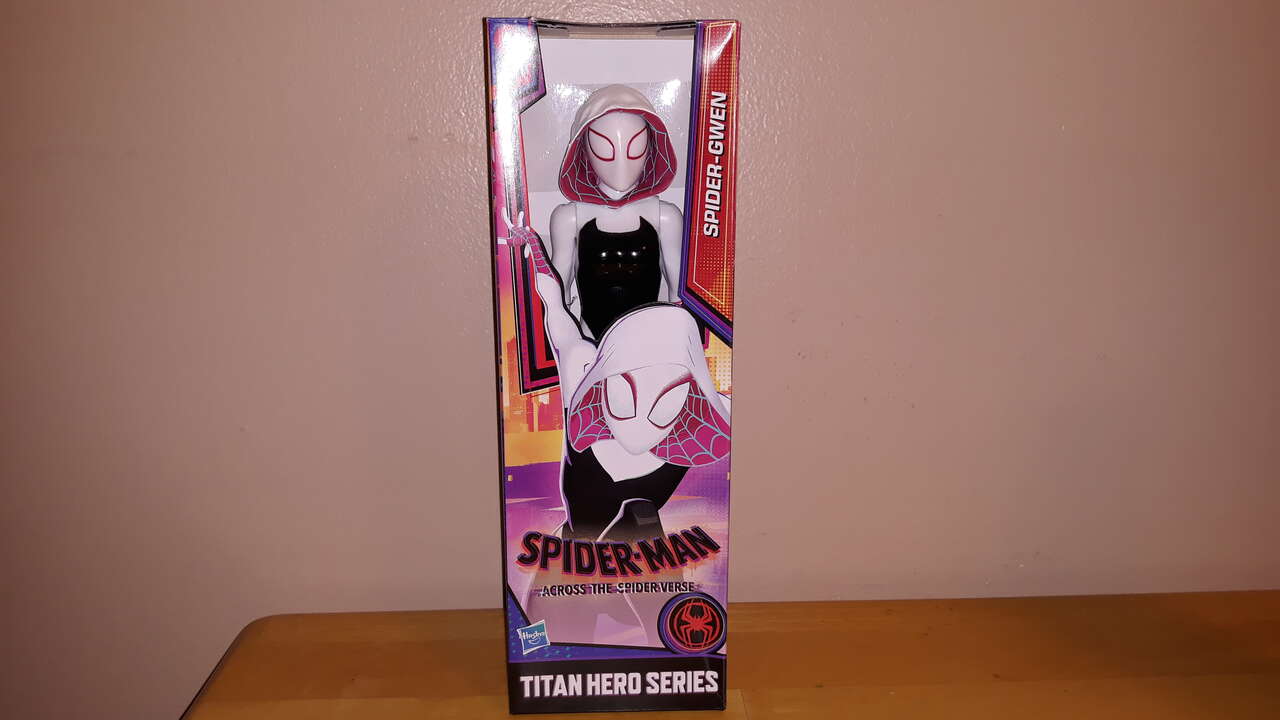 SPIDER-GWEN
SPIDER-MAN
ACROSS THE SPIDER-VERSE
Hasbro
TITAN HERO SERIES